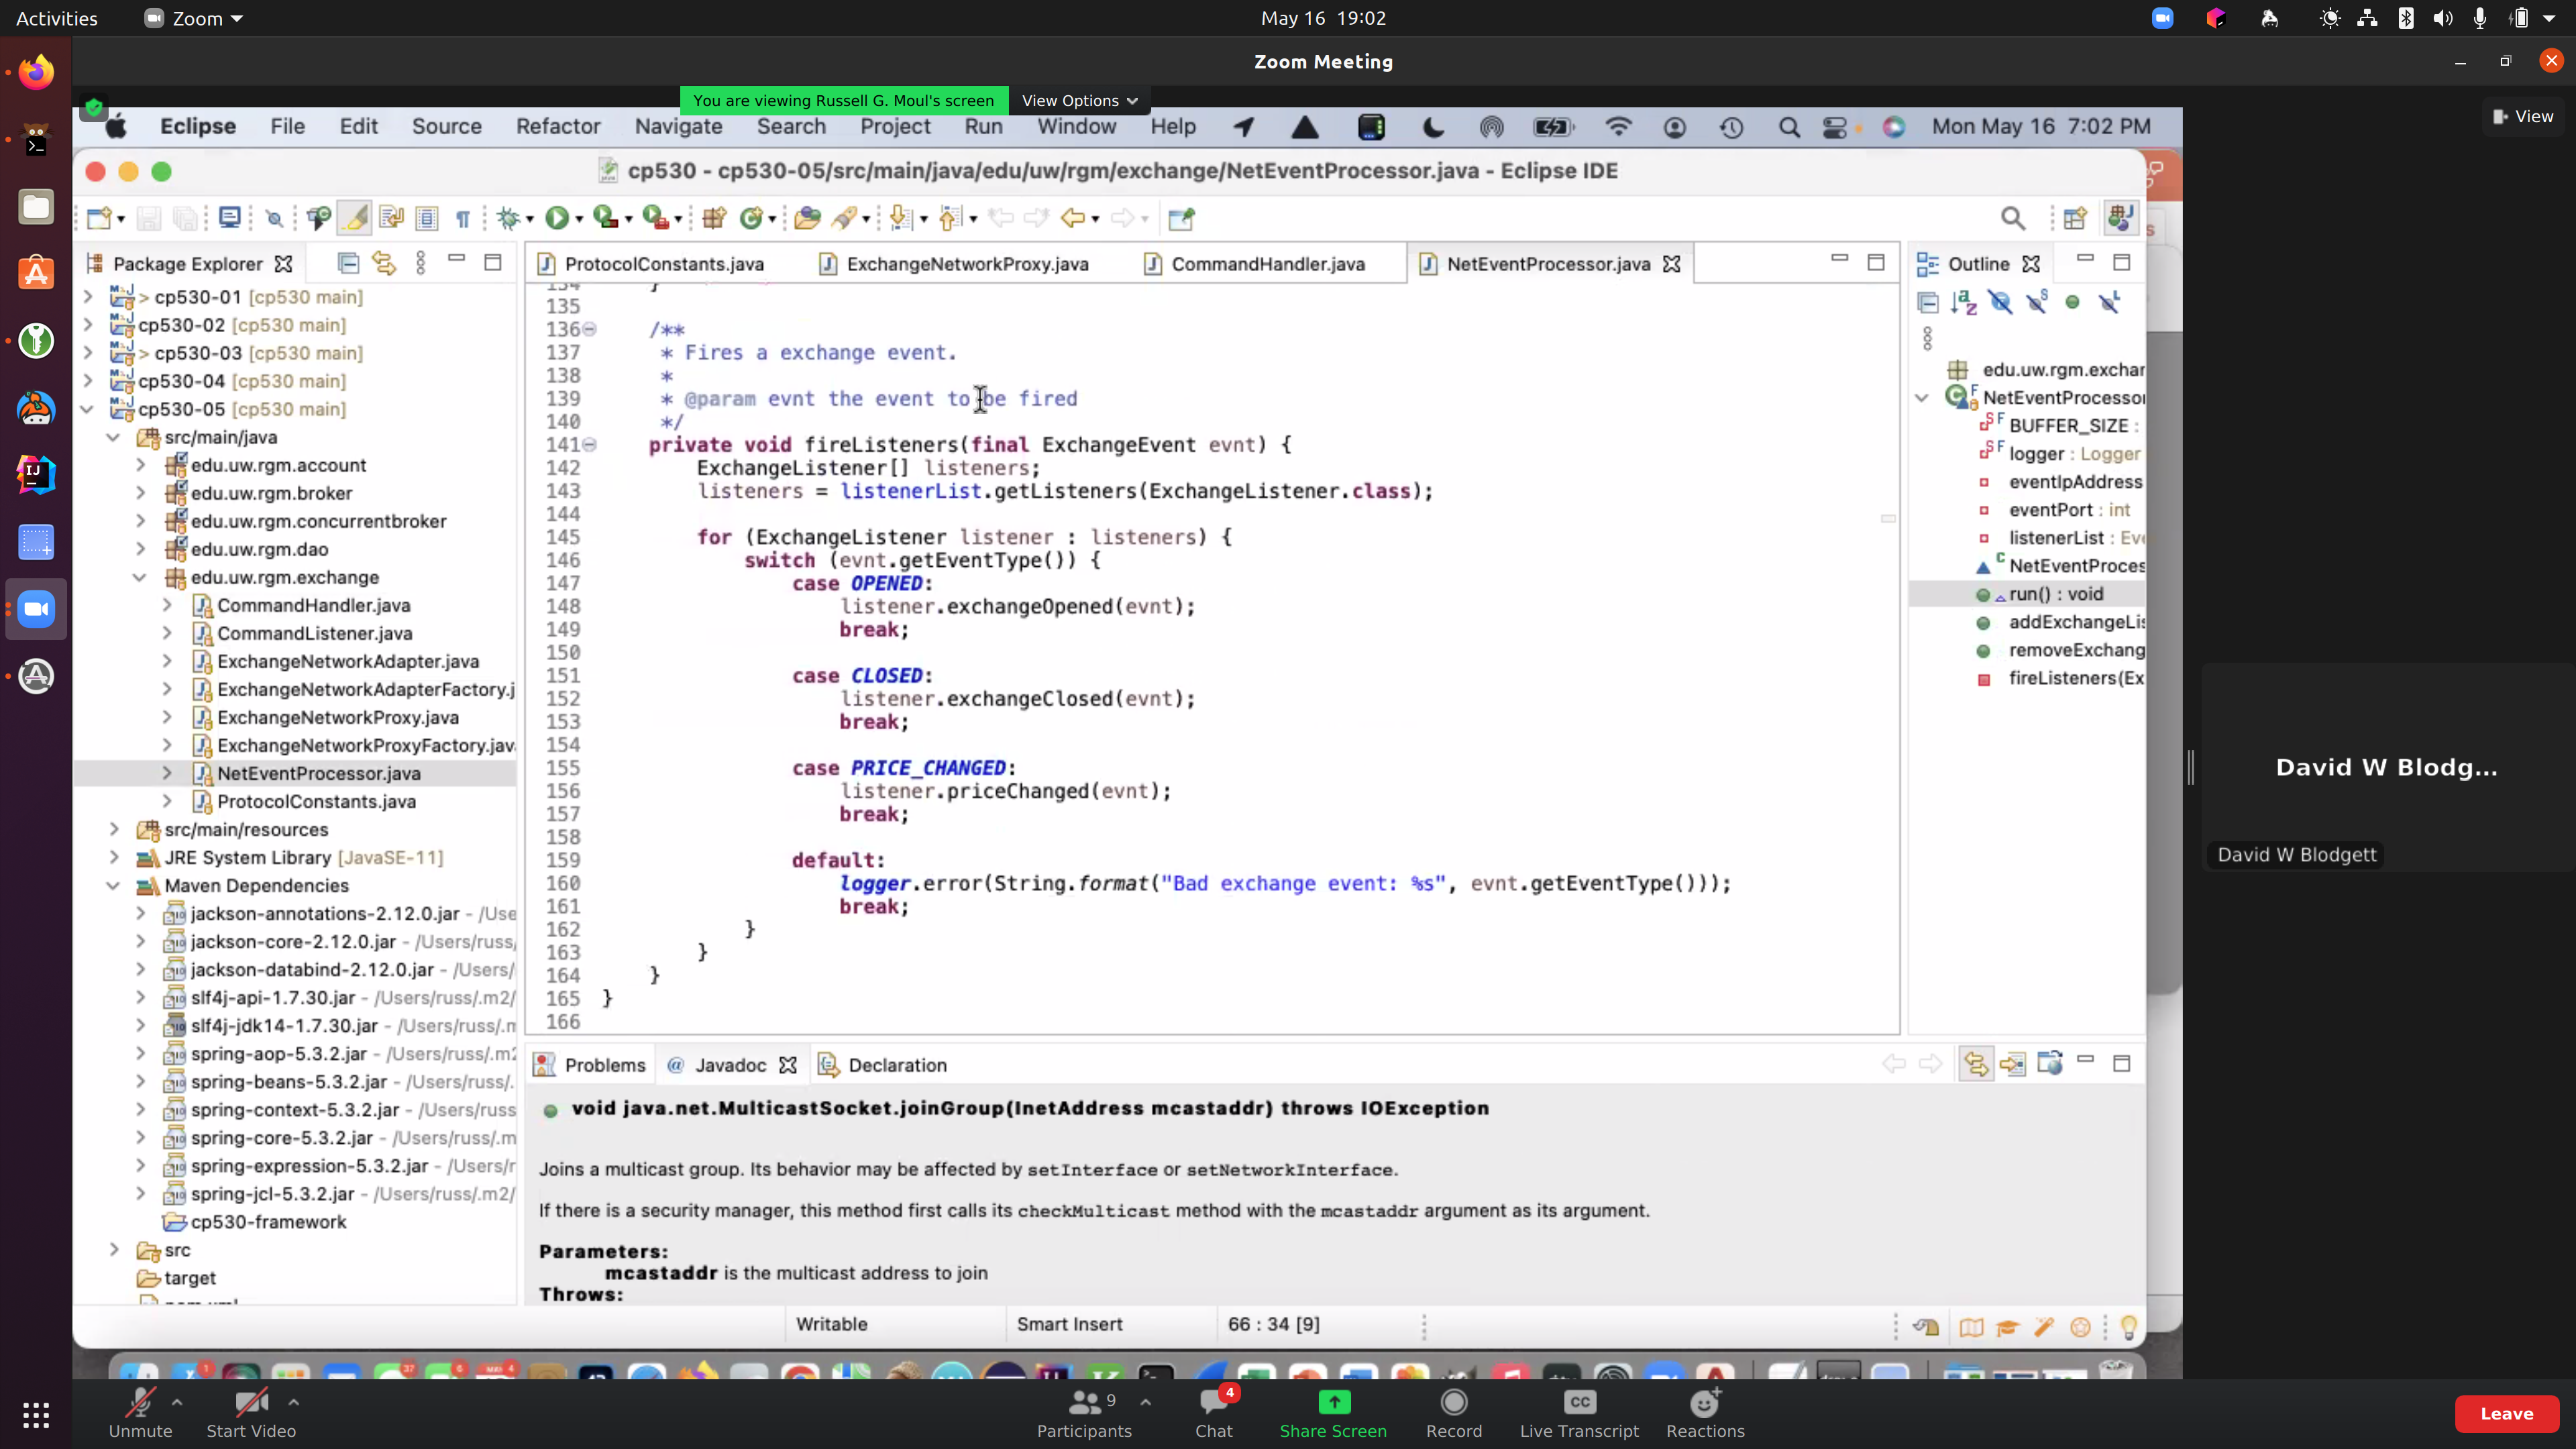 Activities
Zoom
May 16 19:02
Zoom Meeting
You are viewing Russell G. Moul's screen
View Options
View
Eclipse File Edit Source Refactor Navigate Search Project Run Window Help
Mon May 16 7:02 PM
cp530 - cp530-05/src/main/java/edu/uw/rgm/exchange/NetEventProcessor.java - Eclipse IDE
Package Explorer
> cp530-01 [cp530 main]
cp530-02 [cp530 main]
> cp530-03 [cp530 main]
cp530-04 [cp530 main]
cp530-05 [cp530 main]
src/main/java
edu.uw.rgm.account
edu.uw.rgm.broker
edu.uw.rgm.concurrentbroker
edu.uw.rgm.dao
edu.uw.rgm.exchange
CommandHandler.java
CommandListener.java
ExchangeNetworkAdapter.java
ExchangeNetworkAdapterFactory.j
ExchangeNetworkProxy.java
ExchangeNetworkProxyFactory.jav
NetEventProcessor.java
ProtocolConstants.java
src/main/resources
JRE System Library [JavaSE-11]
Maven Dependencies
jackson-annotations-2.12.0.jar - /Use
jackson-core-2.12.0.jar - /Users/russ/
jackson-databind-2.12.0.jar - /Users/
slf4j-api-1.7.30.jar - /Users/russ/.m2/
slf4j-jdk14-1.7.30.jar - /Users/russ/.m
spring-aop-5.3.2.jar - /Users/russ/.m2
spring-beans-5.3.2.jar - /Users/russ/.
spring-context-5.3.2.jar - /Users/russ
spring-core-5.3.2.jar - /Users/russ/.m
spring-expression-5.3.2.jar - /Users/r
spring-jcl-5.3.2.jar - /Users/russ/.m2/
cp530-framework
src
target
ProtocolConstants.java
ExchangeNetworkProxy.java
CommandHandler.java
NetEventProcessor.java
134 }
135
136 /**
137 * Fires a exchange event.
138 *
139 * @param evnt the event to be fired
140 */
141 private void fireListeners(final ExchangeEvent evnt) {
142 ExchangeListener[] listeners;
143 listeners = listenerList.getListeners(ExchangeListener.class);
144
145 for (ExchangeListener listener : listeners) {
146 switch (evnt.getEventType()) {
147 case OPENED:
148 listener.exchangeOpened(evnt);
149 break;
150
151 case CLOSED:
152 listener.exchangeClosed(evnt);
153 break;
154
155 case PRICE_CHANGED:
156 listener.priceChanged(evnt);
157 break;
158
159 default:
160 logger.error(String.format("Bad exchange event: %s", evnt.getEventType()));
161 break;
162 }
163 }
164 }
165 }
166
Outline
edu.uw.rgm.exchar
NetEventProcessor
BUFFER_SIZE :
logger : Logger
eventIpAddress
eventPort : int
listenerList : Eve
NetEventProces
run() : void
addExchangeLis
removeExchang
fireListeners(Ex
Problems
@ Javadoc
Declaration
void java.net.MulticastSocket.joinGroup(InetAddress mcastaddr) throws IOException
Joins a multicast group. Its behavior may be affected by setInterface or setNetworkInterface.
If there is a security manager, this method first calls its checkMulticast method with the mcastaddr argument as its argument.
Parameters:
mcastaddr is the multicast address to join
Throws:
Writable
Smart Insert
66 : 34 [9]
David W Blodg...
David W Blodgett
Unmute
Start Video
9
Participants
4
Chat
Share Screen
Record
CC
Live Transcript
Reactions
Leave